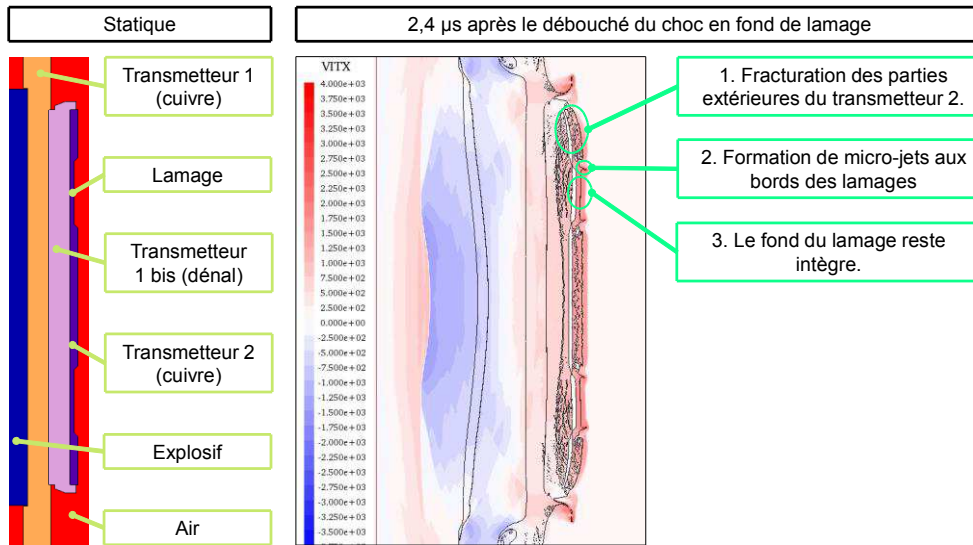 Statique
2,4 µs après le débouché du choc en fond de lamage
Transmetteur 1
(cuivre)
Lamage
Transmetteur
1 bis (dénal)
Transmetteur 2
(cuivre)
Explosif
Air
VITX
4.000e+03
3.750e+03
3.500e+03
3.250e+03
3.000e+03
2.750e+03
2.500e+03
2.250e+03
2.000e+03
1.750e+03
1.500e+03
1.250e+03
1.000e+03
7.500e+02
5.000e+02
2.500e+02
0.000e+00
-2.500e+02
-5.000e+02
-7.500e+02
-1.000e+03
-1.250e+03
-1.500e+03
-1.750e+03
-2.000e+03
-2.250e+03
-2.500e+03
-2.750e+03
-3.000e+03
-3.250e+03
-3.500e+03
1. Fracturation des parties
extérieures du transmetteur 2.
2. Formation de micro-jets aux
bords des lamages
3. Le fond du lamage reste
intègre.